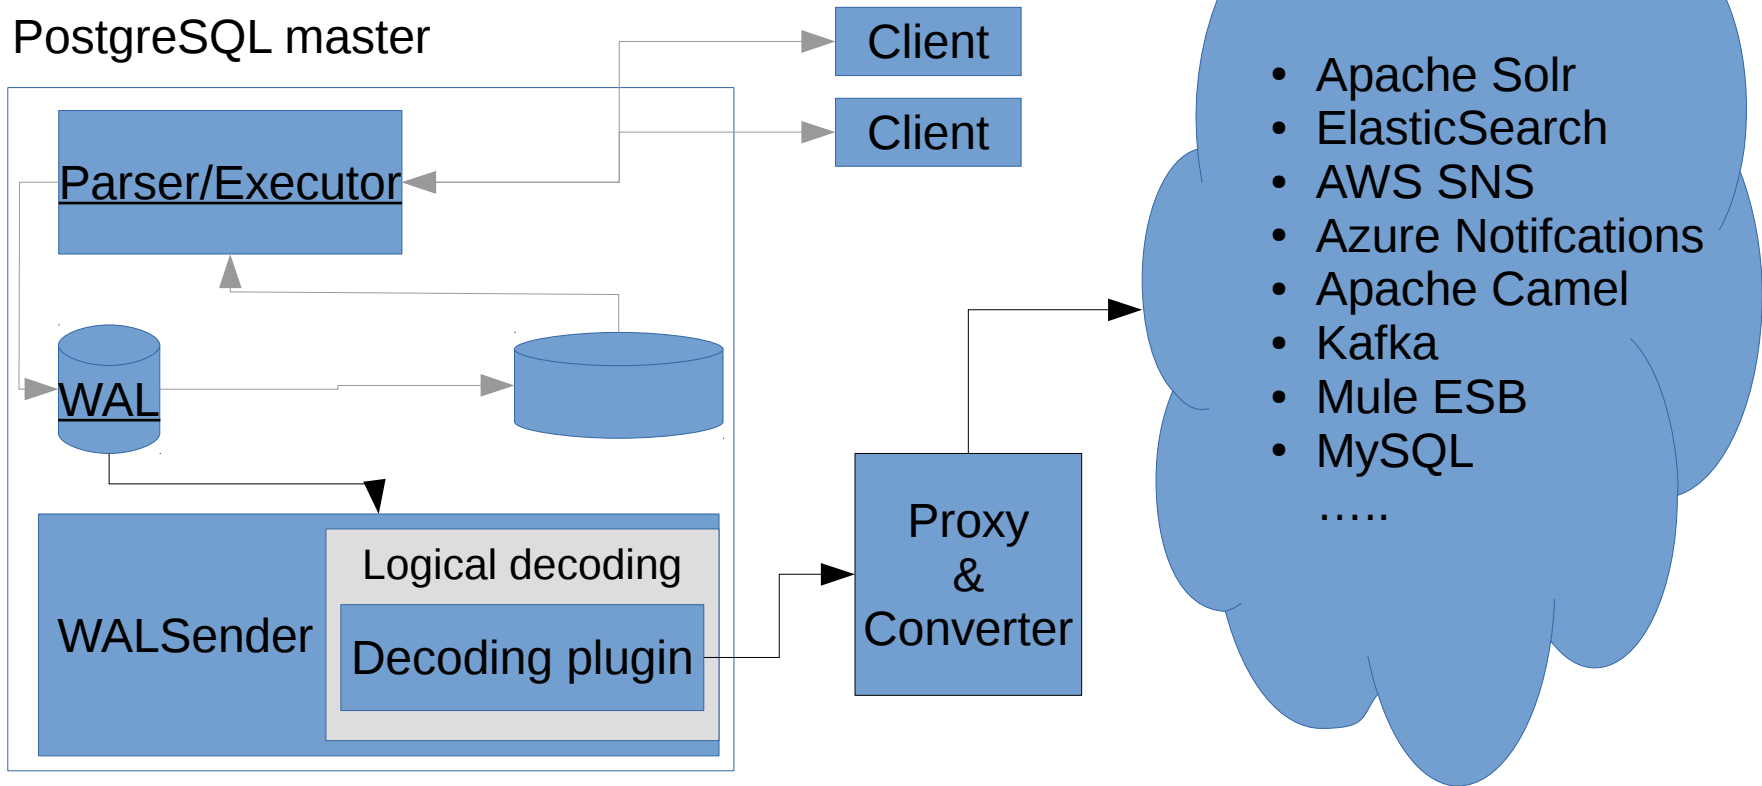 PostgreSQL master
Client
Client
Parser/Executor
WAL
WALSender
Logical decoding
Decoding plugin
Proxy
&
Converter
• Apache Solr
• ElasticSearch
• AWS SNS
• Azure Notifcations
• Apache Camel
• Kafka
• Mule ESB
• MySQL
…..